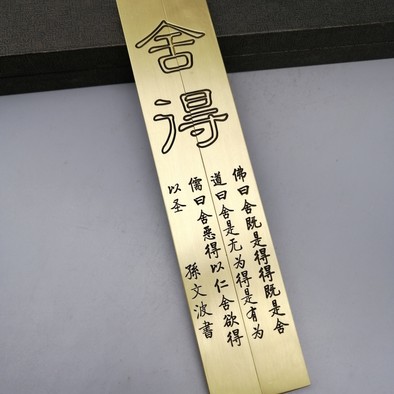 舍得
佛曰舍既是得得既是舍
道曰舍是无为得是有为
儒曰舍恶得以仁舍欲得
以圣
孫文波書